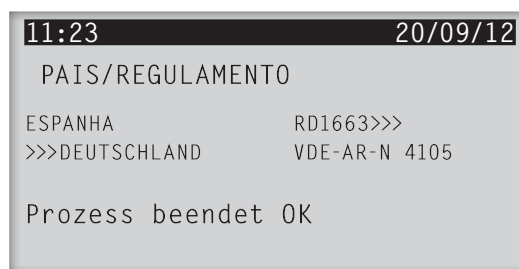 11:23 20/09/12
PAIS/REGULAMENTO
ESPANHA RD1663>>>
>>>DEUTSCHLAND VDE-AR-N 4105
Prozess beendet OK